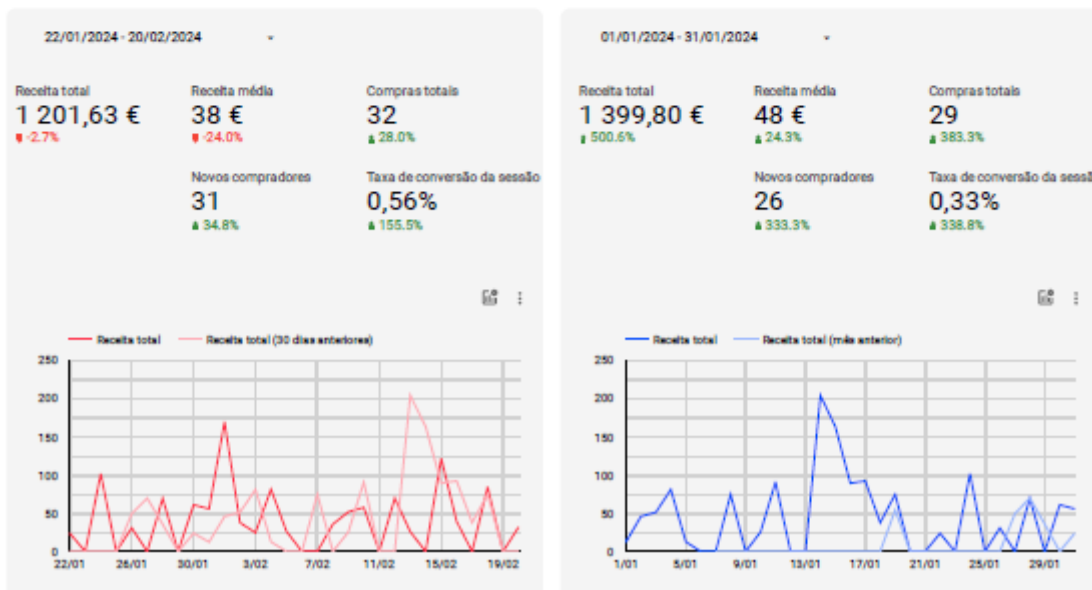 22/01/2024 - 20/02/2024
Receita total
1 201,63 €
-2.7%
Receita média
38 €
-24.0%
Compras totais
32
28.0%
Novos compradores
31
34.8%
Taxa de conversão da sessão
0,56%
155.5%
Receita total
Receita total (30 dias anteriores)
250
200
150
100
50
0
22/01 26/01 30/01 3/02 7/02 11/02 15/02 19/02
01/01/2024 - 31/01/2024
Receita total
1 399,80 €
500.6%
Receita média
48 €
24.3%
Compras totais
29
383.3%
Novos compradores
26
333.3%
Taxa de conversão da sessã
0,33%
338.8%
Receita total
Receita total (mês anterior)
250
200
150
100
50
0
1/01 5/01 9/01 13/01 17/01 21/01 25/01 29/01